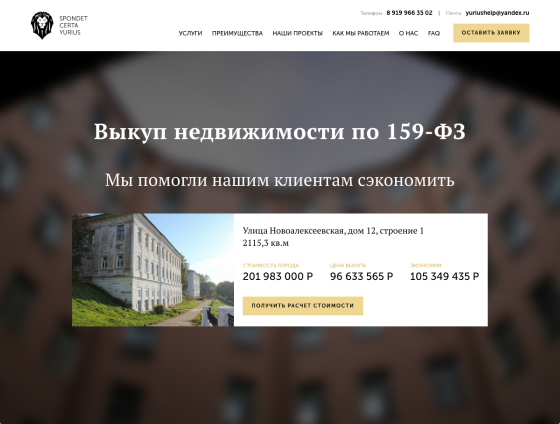 SPONDET
CERTA
YURIUS
Телефон: 8 919 966 35 02 | Почта: yuriushelp@yandex.ru
УСЛУГИ ПРЕИМУЩЕСТВА НАШИ ПРОЕКТЫ КАК МЫ РАБОТАЕМ О НАС FAQ
ОСТАВИТЬ ЗАЯВКУ
Выкуп недвижимости по 159-ФЗ
Мы помогли нашим клиентам сэкономить
Улица Новоалексеевская, дом 12, строение 1
2115,3 кв.м
СТОИМОСТЬ ГОРОДА ЦЕНА ВЫКУПА ЭКОНОМИЯ
201 983 000 Р 96 633 565 Р 105 349 435 Р
ПОЛУЧИТЬ РАСЧЕТ СТОИМОСТИ